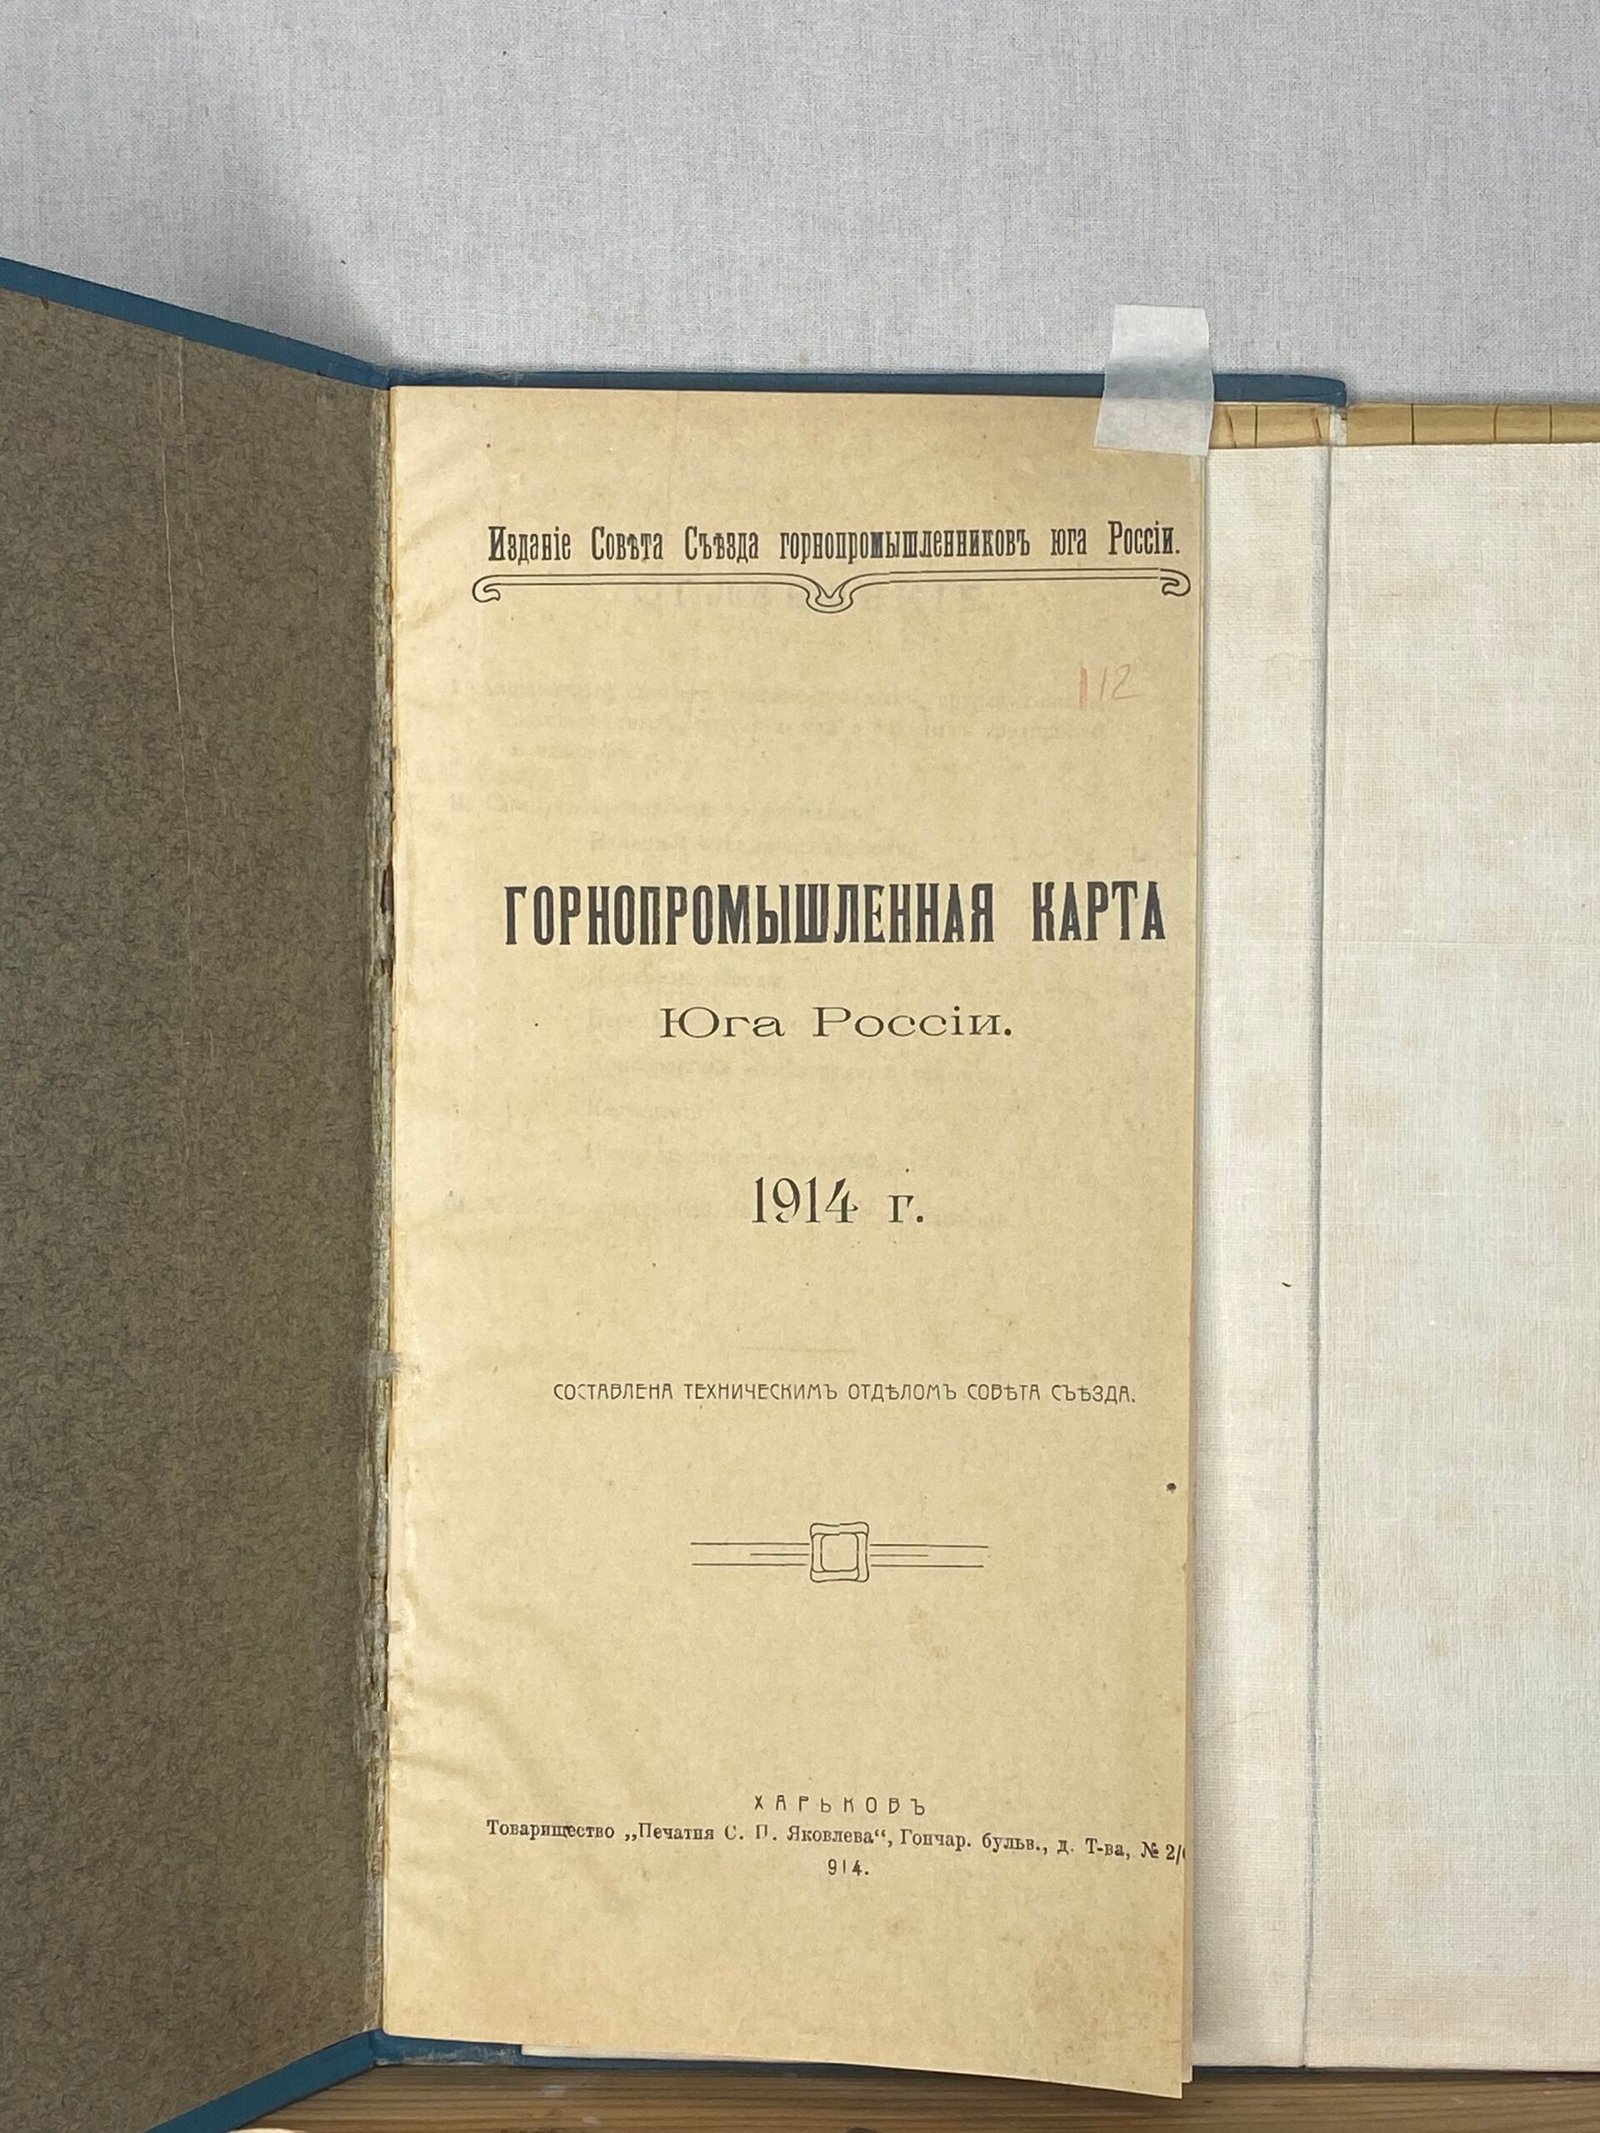 Изданіе Совѣта Съѣзда горнопромышленниковъ юга Россіи.
112
ГОРНОПРОМЫШЛЕННАЯ КАРТА
Юга Россіи.
1914 г.
СОСТАВЛЕНА ТЕХНИЧЕСКИМЪ ОТДѢЛОМЪ СОВѢТА СЪѢЗДА.
ХАРЬКОВЪ
Товарищество „Печатня С. П. Яковлева“, Гончар. бульв., д. Т-ва, № 2/
914.